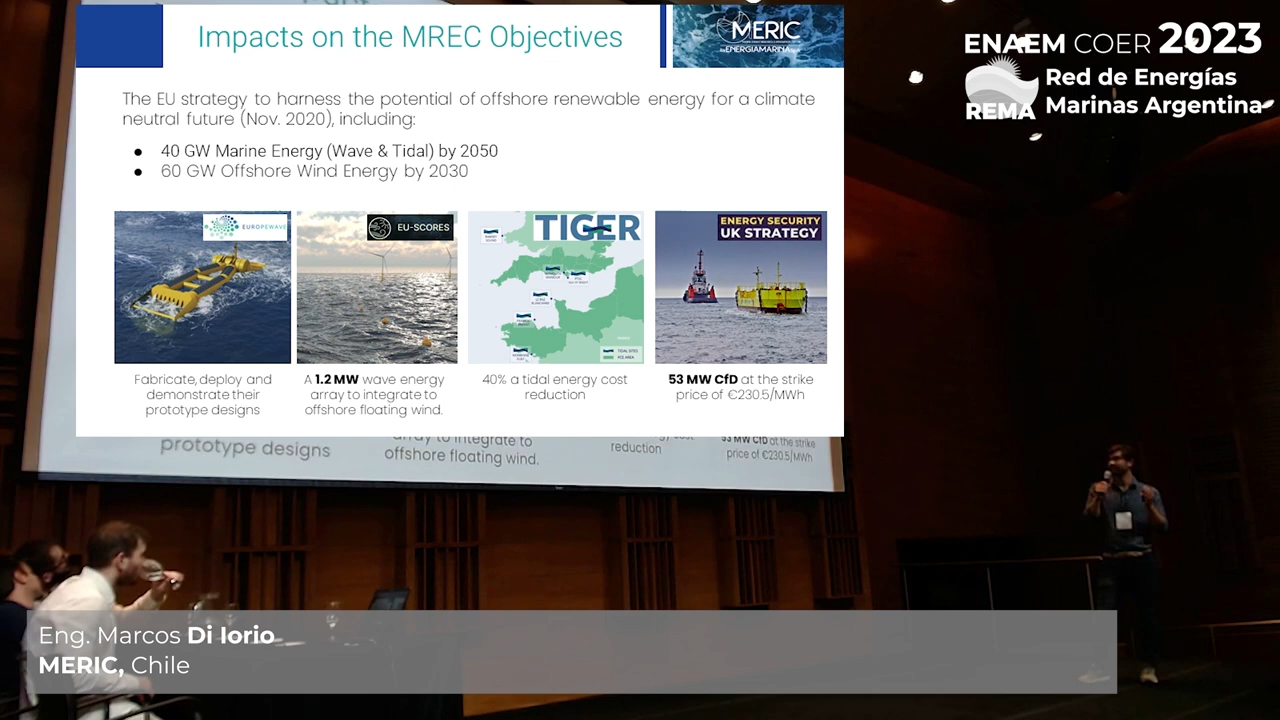 Impacts on the MREC Objectives
MERIC
by ENERGIAMARINA
ENAEM COER 2023
REMA
Red de Energías
Marinas Argentina
The EU strategy to harness the potential of offshore renewable energy for a climate
neutral future (Nov. 2020), including:
● 40 GW Marine Energy (Wave & Tidal) by 2050
● 60 GW Offshore Wind Energy by 2030
EUROPEWAVE
EU-SCORES
TIGER
ENERGY SECURITY
UK STRATEGY
TIDAL SITES
FCE AREA
Fabricate, deploy and
demonstrate their
prototype designs
A 1.2 MW wave energy
array to integrate to
offshore floating wind.
40% a tidal energy cost
reduction
53 MW CfD at the strike
price of €230.5/MWh
prototype designs
array to integrate to
offshore floating wind.
reduction
53 MW CfD at the strike
price of €230.5/MWh
Eng. Marcos Di Iorio
MERIC, Chile